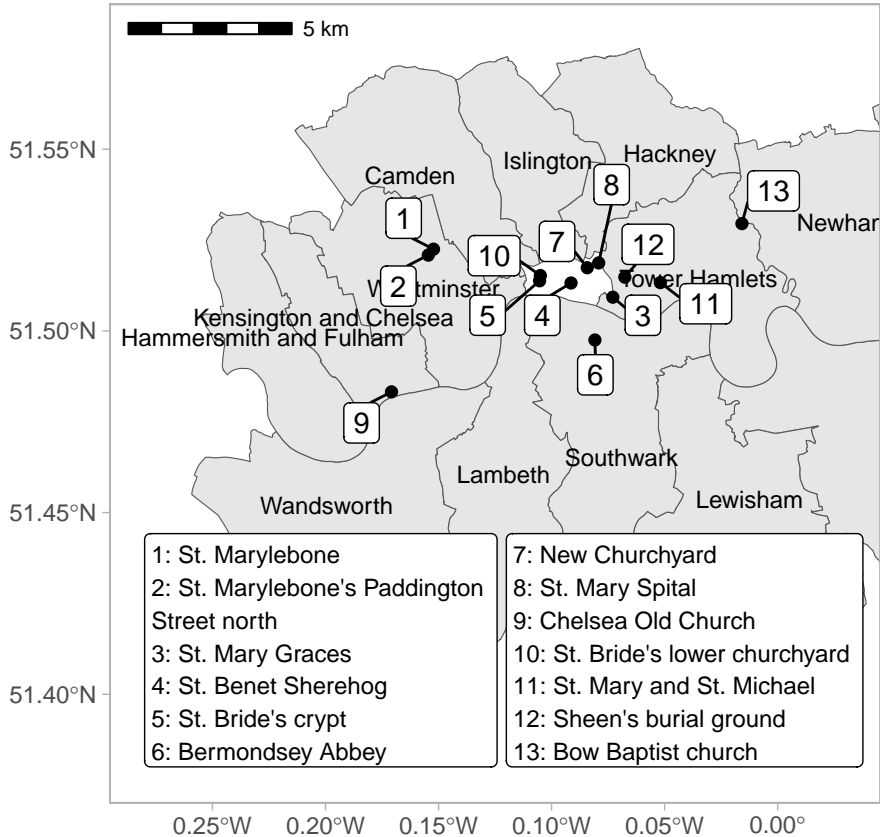 5 km
51.55°N
51.50°N
51.45°N
51.40°N
Hackney
Islington
Camden
8
13
1
Newham
7
12
10
Tower Hamlets
2
Westminster
11
5
4
3
Kensington and Chelsea
Hammersmith and Fulham
6
9
Southwark
Lambeth
Lewisham
Wandsworth
1: St. Marylebone
2: St. Marylebone's Paddington
Street north
3: St. Mary Graces
4: St. Benet Sherehog
5: St. Bride's crypt
6: Bermondsey Abbey
7: New Churchyard
8: St. Mary Spital
9: Chelsea Old Church
10: St. Bride's lower churchyard
11: St. Mary and St. Michael
12: Sheen's burial ground
13: Bow Baptist church
0.25°W 0.20°W 0.15°W 0.10°W 0.05°W 0.00°